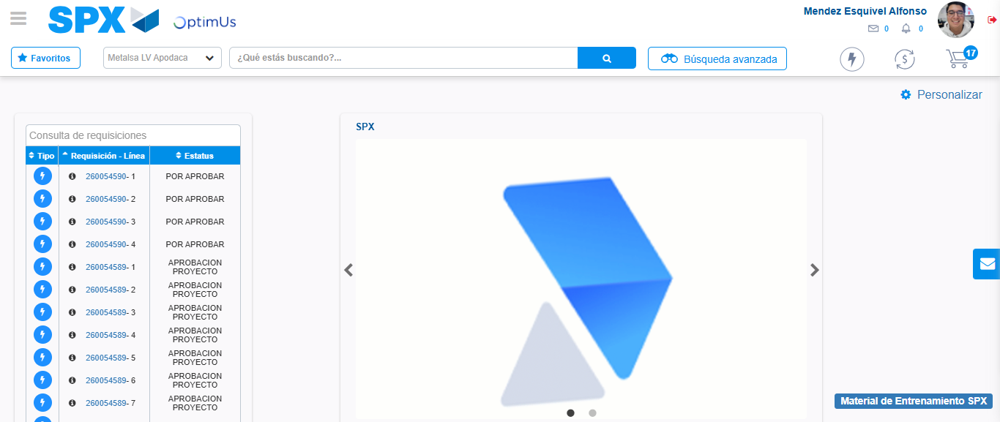 SPX
OptimUs
Mendez Esquivel Alfonso
0 0
Favoritos
Metalsa LV Apodaca
¿Qué estás buscando?...
Búsqueda avanzada
17
Personalizar
Consulta de requisiciones
Tipo Requisición - Línea Estatus
260054590- 1 POR APROBAR
260054590- 2 POR APROBAR
260054590- 3 POR APROBAR
260054590- 4 POR APROBAR
260054589- 1 APROBACION PROYECTO
260054589- 2 APROBACION PROYECTO
260054589- 3 APROBACION PROYECTO
260054589- 4 APROBACION PROYECTO
260054589- 5 APROBACION PROYECTO
260054589- 6 APROBACION PROYECTO
260054589- 7 APROBACION PROYECTO
SPX
Material de Entrenamiento SPX